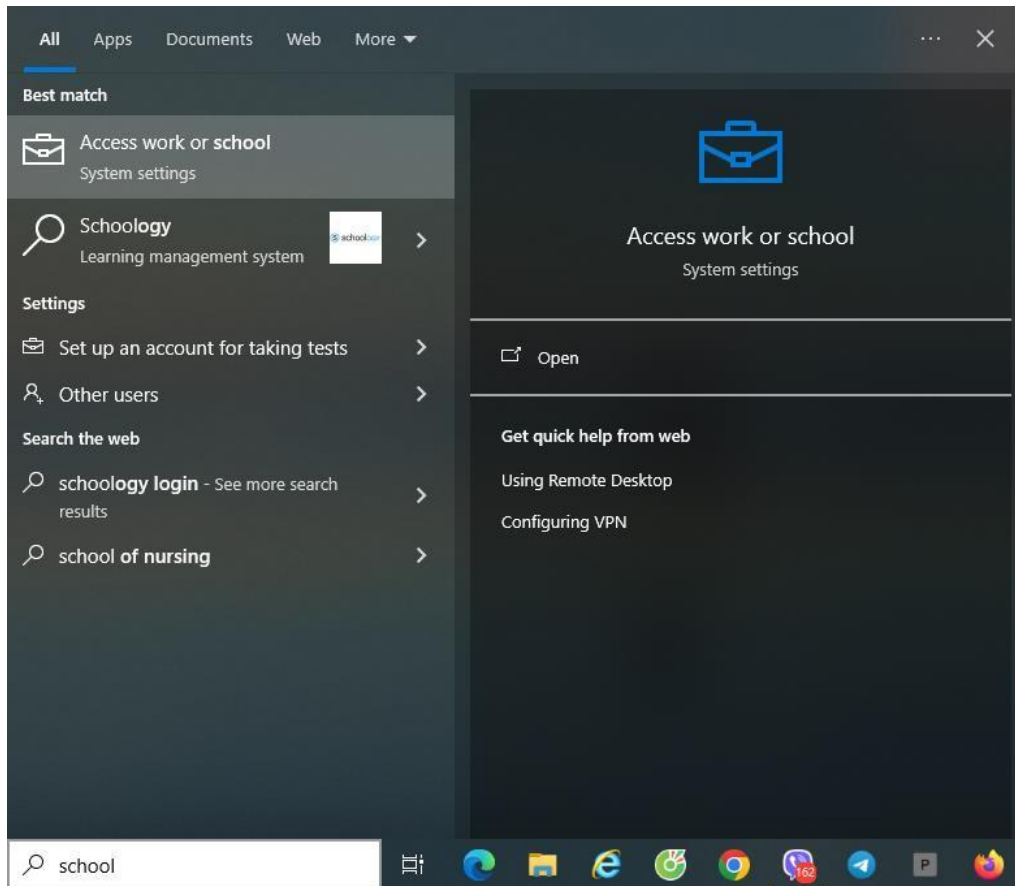 All Apps Documents Web More
Best match
Access work or school
System settings
Schoology
Learning management system
schoology
Settings
Set up an account for taking tests
Other users
Search the web
schoology login - See more search
results
school of nursing
Access work or school
System settings
Open
Get quick help from web
Using Remote Desktop
Configuring VPN
school
162
P